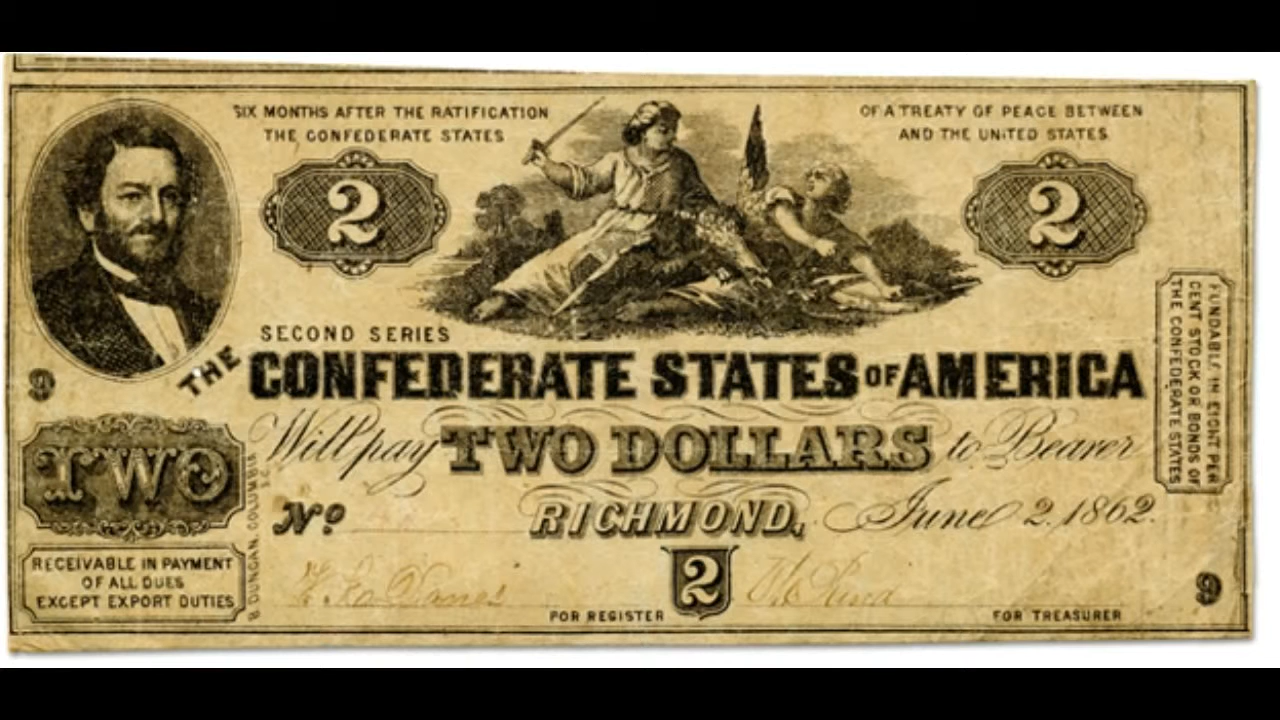 SIX MONTHS AFTER THE RATIFICATION
OF A TREATY OF PEACE BETWEEN
THE CONFEDERATE STATES
AND THE UNITED STATES
2
2
SECOND SERIES
THE CONFEDERATE STATES OF AMERICA
Will pay TWO DOLLARS to Bearer
Nº
RICHMOND, June 2, 1862.
9
TWO
RECEIVABLE IN PAYMENT
OF ALL DUES
EXCEPT EXPORT DUTIES
B. DUNCAN, COLUMBIA
2
FOR REGISTER
FOR TREASURER
9
FUNDABLE IN EIGHT PER
CENT STOCK OR BONDS OF
THE CONFEDERATE STATES